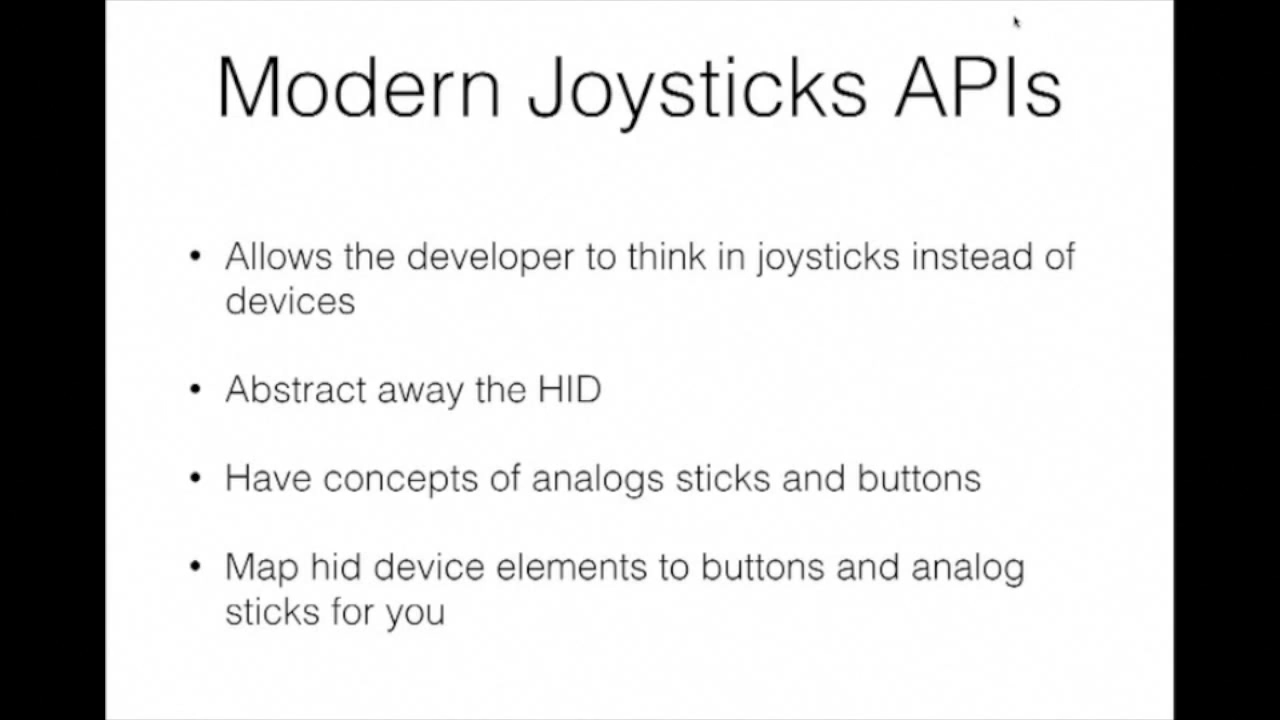 Modern Joysticks APIs
• Allows the developer to think in joysticks instead of
devices
• Abstract away the HID
• Have concepts of analogs sticks and buttons
• Map hid device elements to buttons and analog
sticks for you